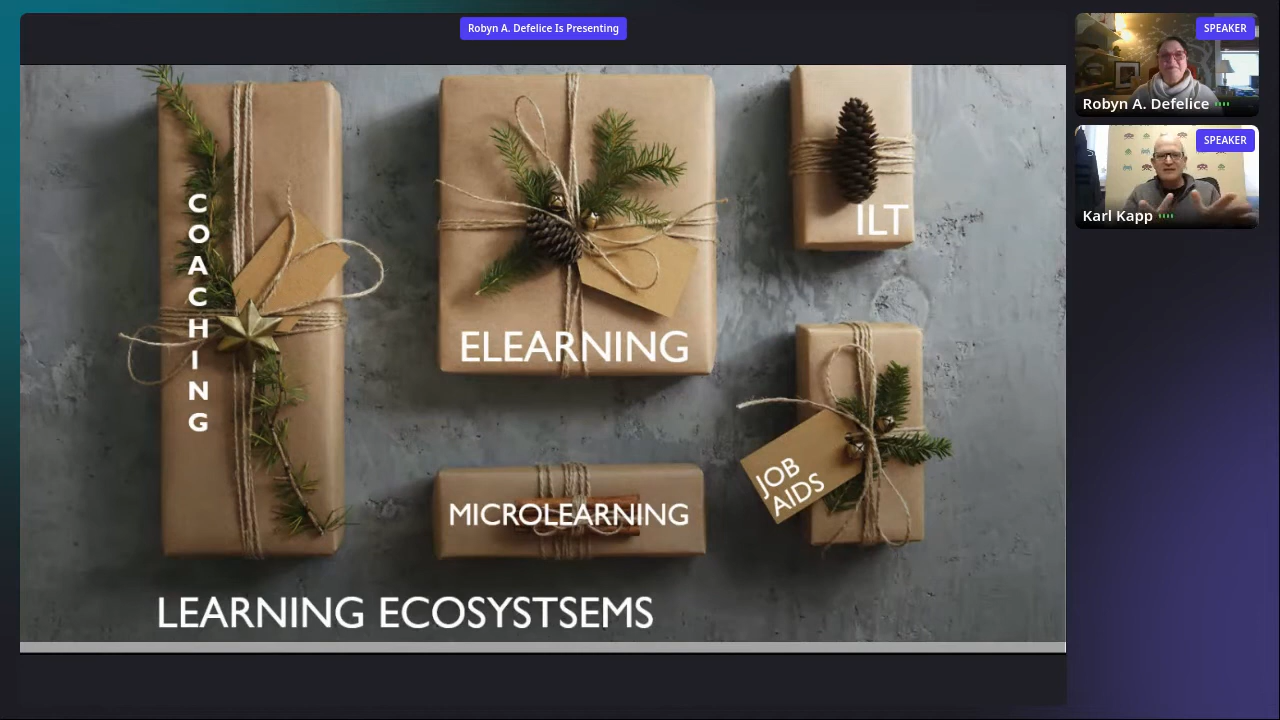 Robyn A. Defelice Is Presenting
SPEAKER
Robyn A. Defelice
SPEAKER
Karl Kapp
COACHING
ELEARNING
ILT
JOB
AIDS
MICROLEARNING
LEARNING ECOSYSTSEMS